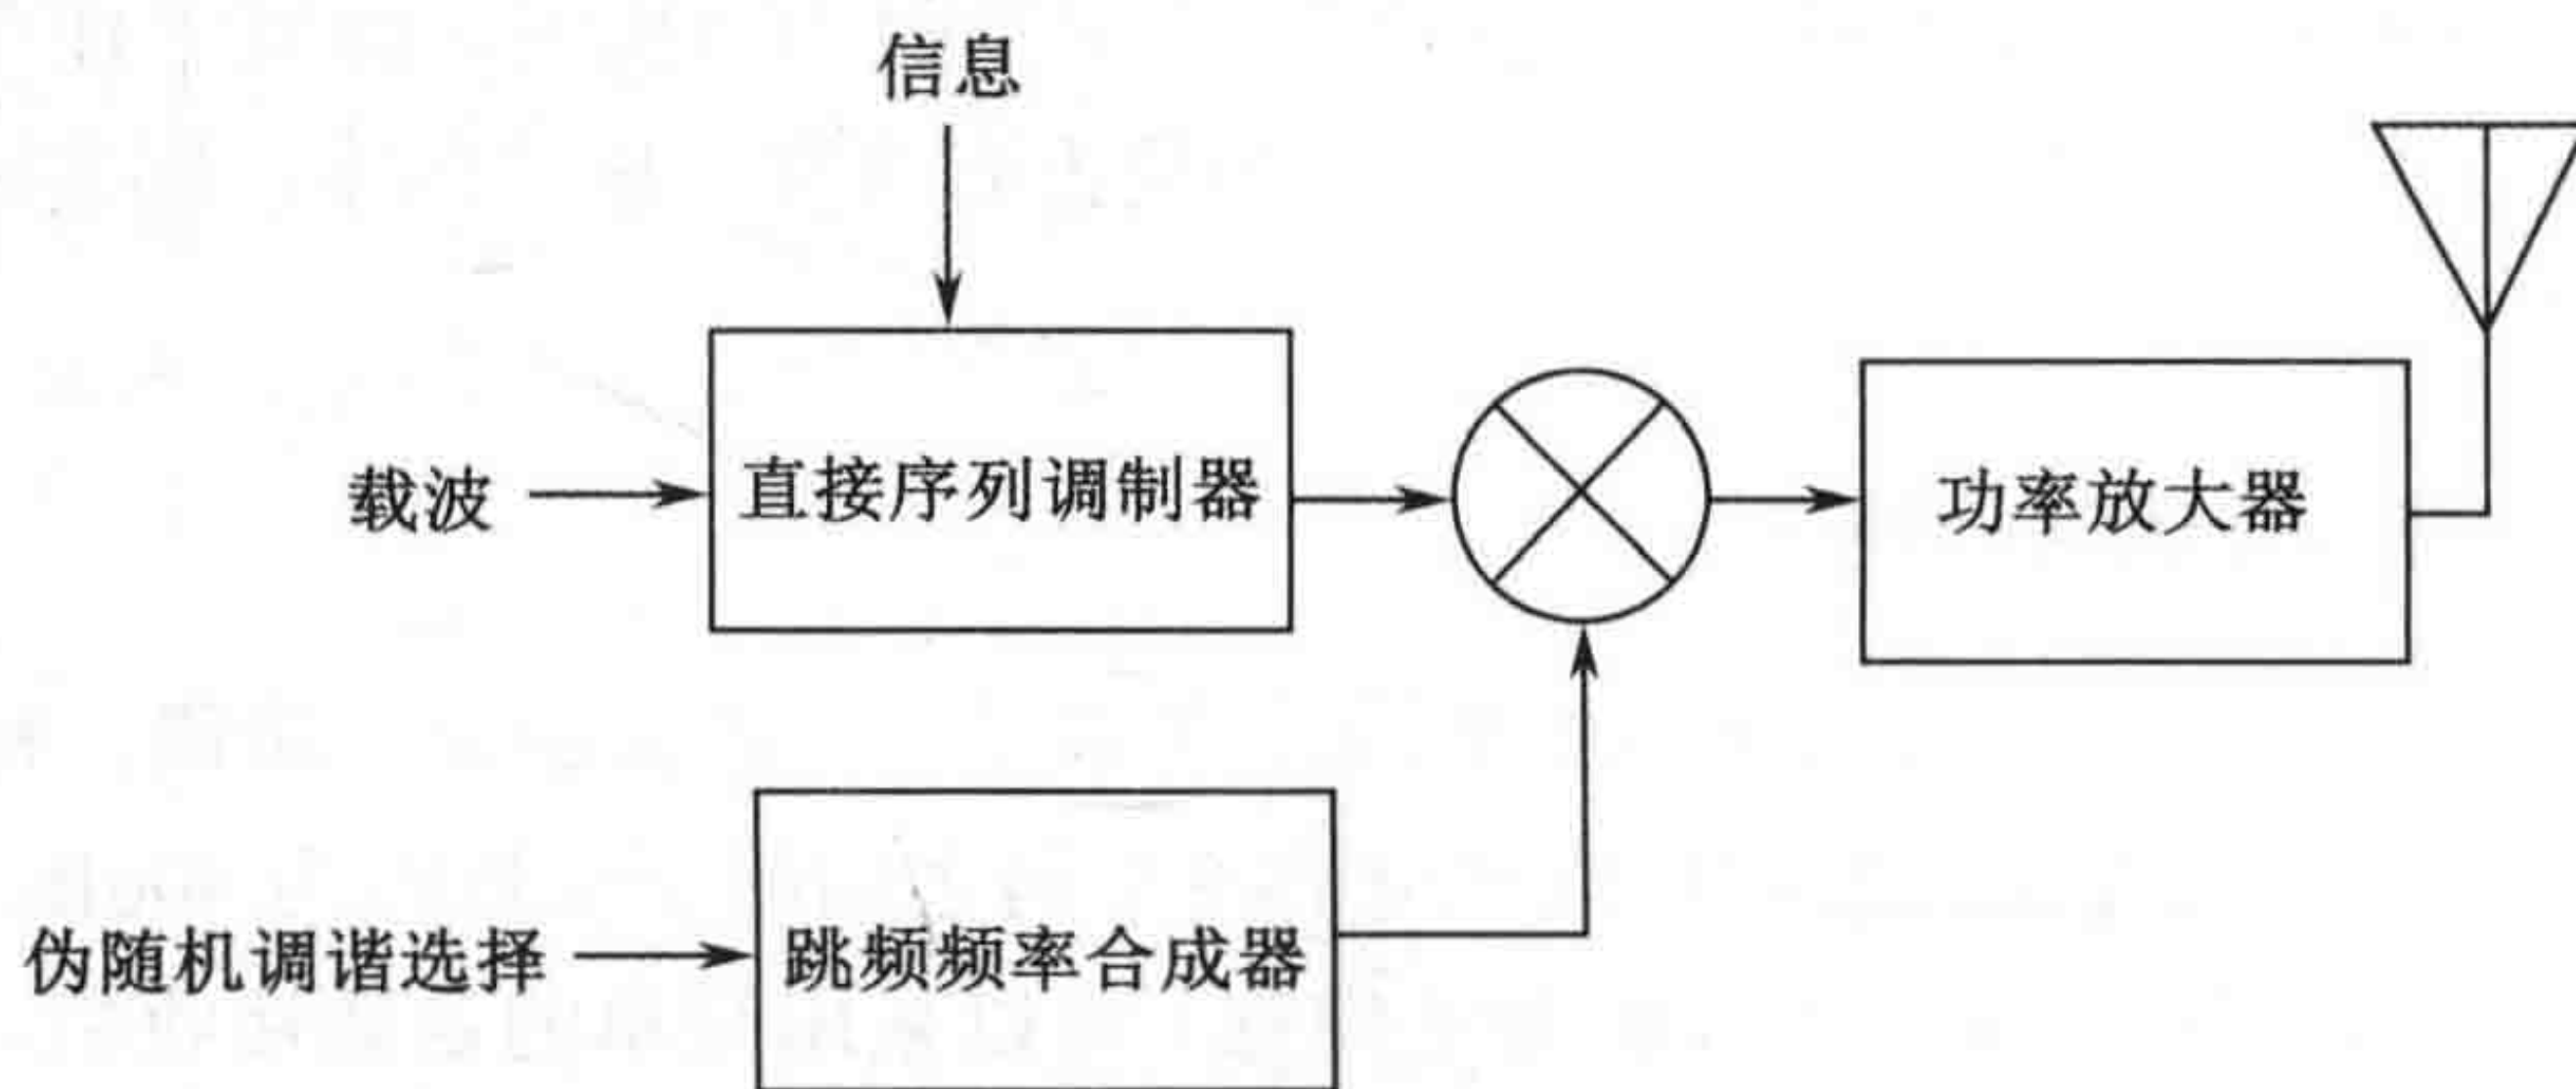 信息
载波
直接序列调制器
功率放大器
伪随机调谐选择
跳频频率合成器